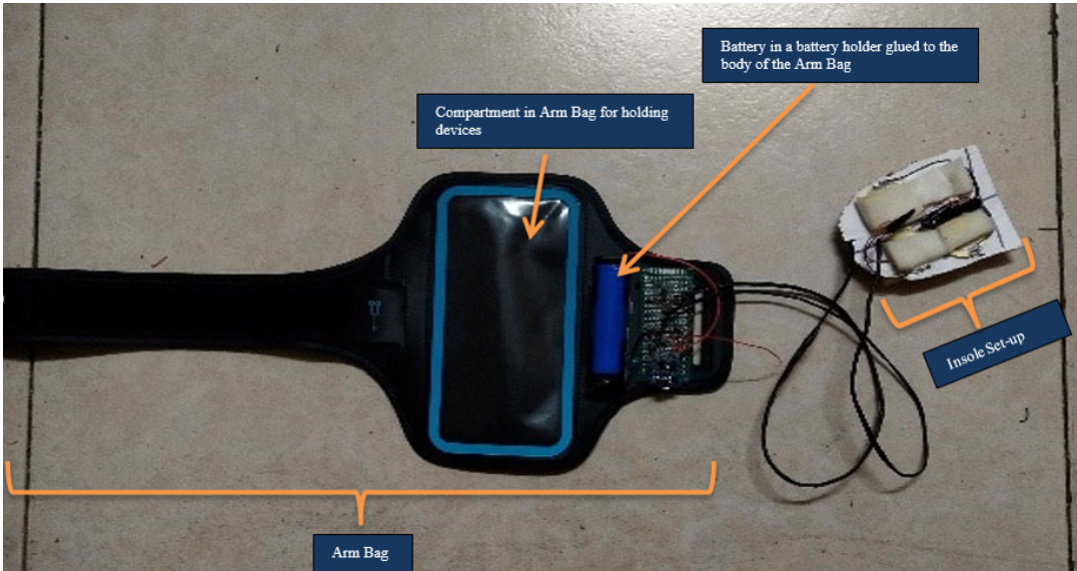 Battery in a battery holder glued to the
body of the Arm Bag
Compartment in Arm Bag for holding
devices
Insole Set-up
Arm Bag